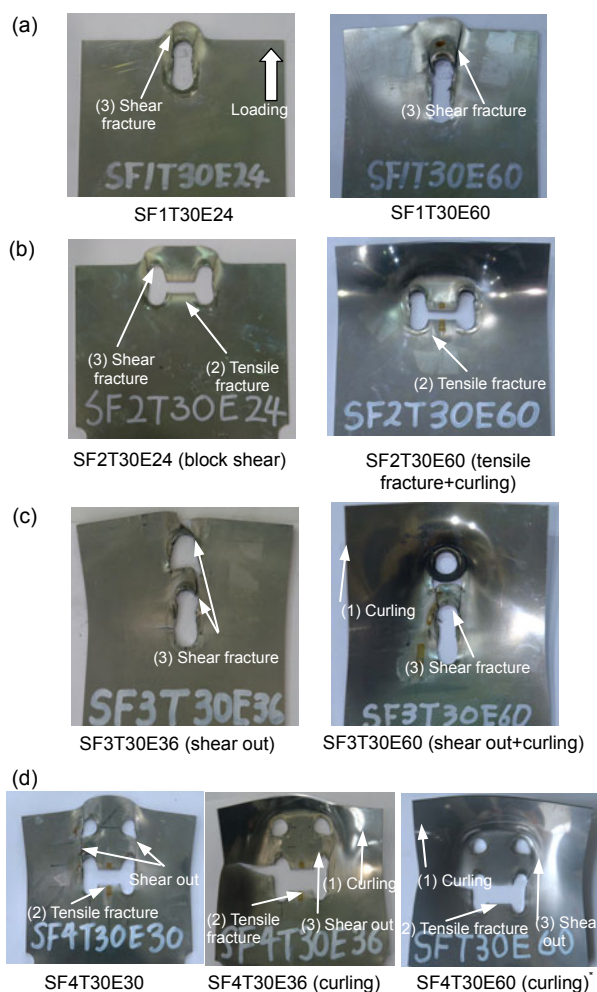 (a)
(3) Shear
fracture
Loading
SF1T30E24
SF1T30E24
(3) Shear
fracture
SF1T30E60
SF1T30E60
(b)
(3) Shear
fracture
(2) Tensile
fracture
SF2T30E24
SF2T30E24 (block shear)
(2) Tensile fracture
SF2T30E60
SF2T30E60 (tensile
fracture+curling)
(c)
(3) Shear fracture
SF3T30E36
SF3T30E36 (shear out)
(1) Curling
(3) Shear fracture
SF3T30E60
SF3T30E60 (shear out+curling)
(d)
Shear out
(2) Tensile fracture
SF4T30E30
SF4T30E30
(1) Curling
(2) Tensile
fracture
(3) Shear out
SF4T30E36
SF4T30E36 (curling)
(1) Curling
2) Tensile
fracture
(3) Shear
out
SFT30E60
SF4T30E60 (curling)*